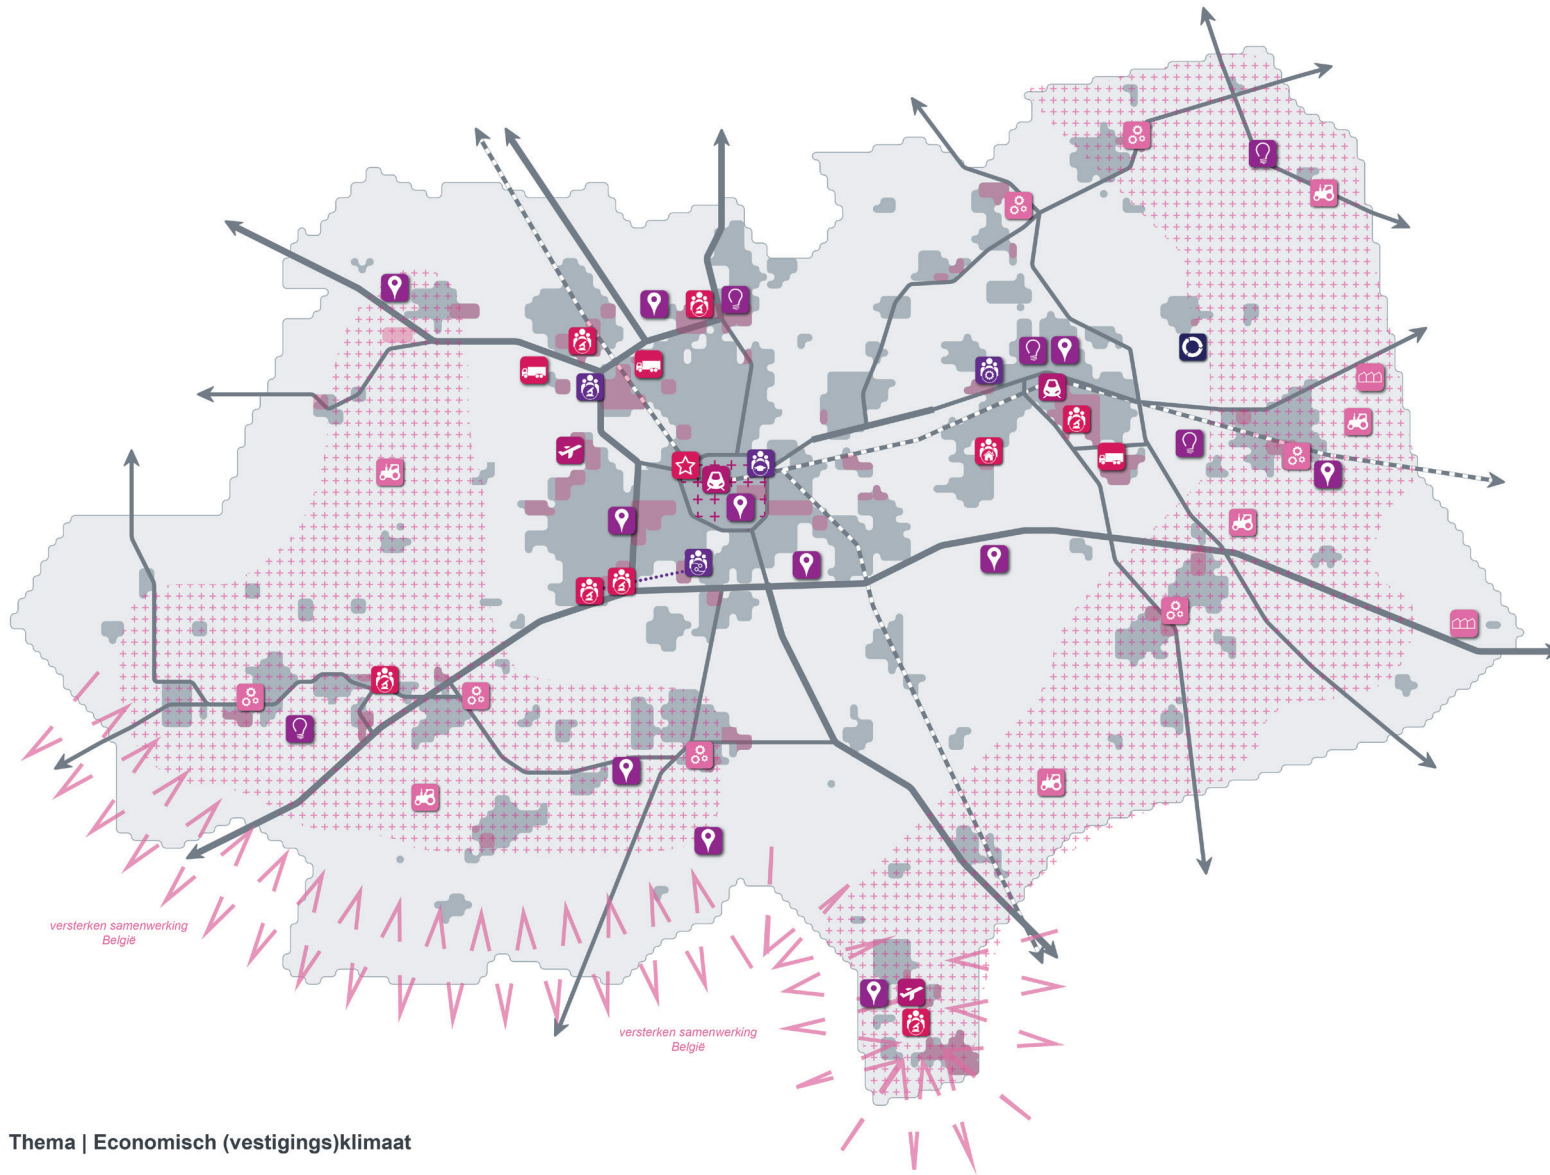 versterken samenwerking
België
versterken samenwerking
België
Thema | Economisch (vestigings)klimaat